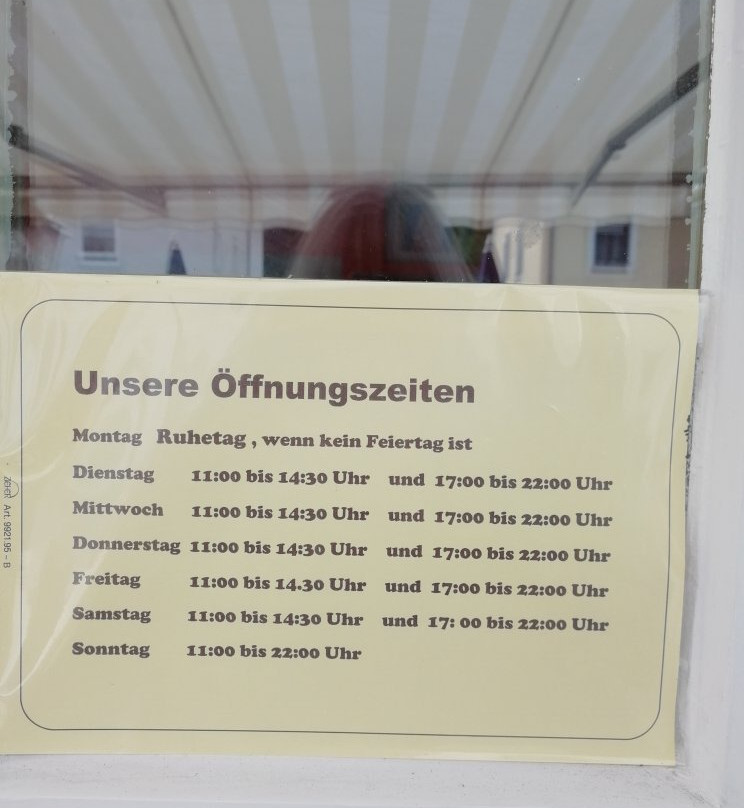 Unsere Öffnungszeiten
Montag Ruhetag , wenn kein Feiertag ist
Dienstag 11:00 bis 14:30 Uhr und 17:00 bis 22:00 Uhr
Mittwoch 11:00 bis 14:30 Uhr und 17:00 bis 22:00 Uhr
Donnerstag 11:00 bis 14:30 Uhr und 17:00 bis 22:00 Uhr
Freitag 11:00 bis 14.30 Uhr und 17:00 bis 22:00 Uhr
Samstag 11:00 bis 14:30 Uhr und 17: 00 bis 22:00 Uhr
Sonntag 11:00 bis 22:00 Uhr
Art. 9921.95 – B